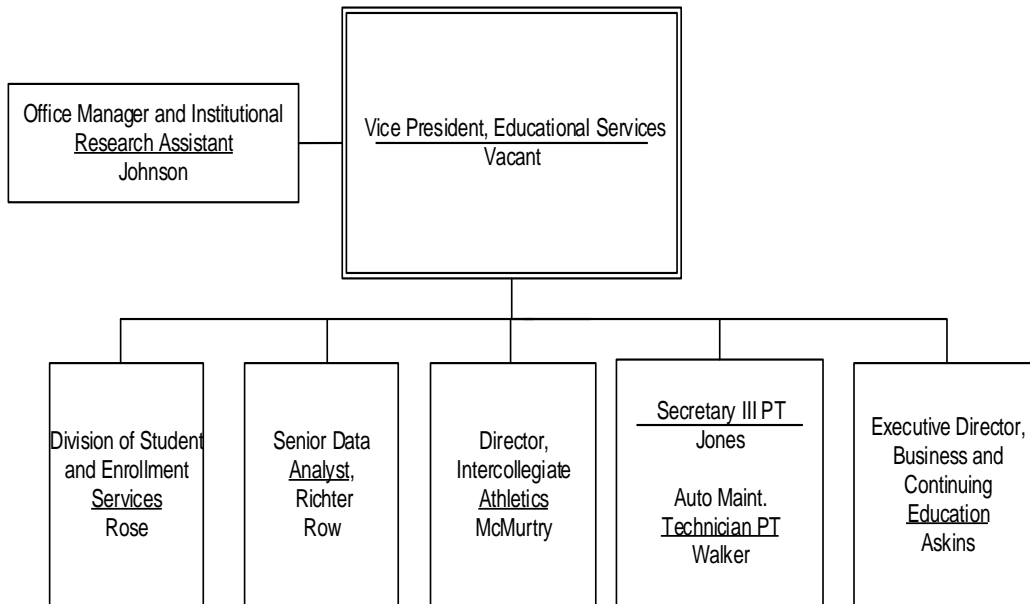 Office Manager and Institutional
Research Assistant
Johnson
Vice President, Educational Services
Vacant
Division of Student
and Enrollment
Services
Rose
Senior Data
Analyst,
Richter
Row
Director,
Intercollegiate
Athletics
McMurtry
Secretary III PT
Jones
Auto Maint.
Technician PT
Walker
Executive Director,
Business and
Continuing
Education
Askins